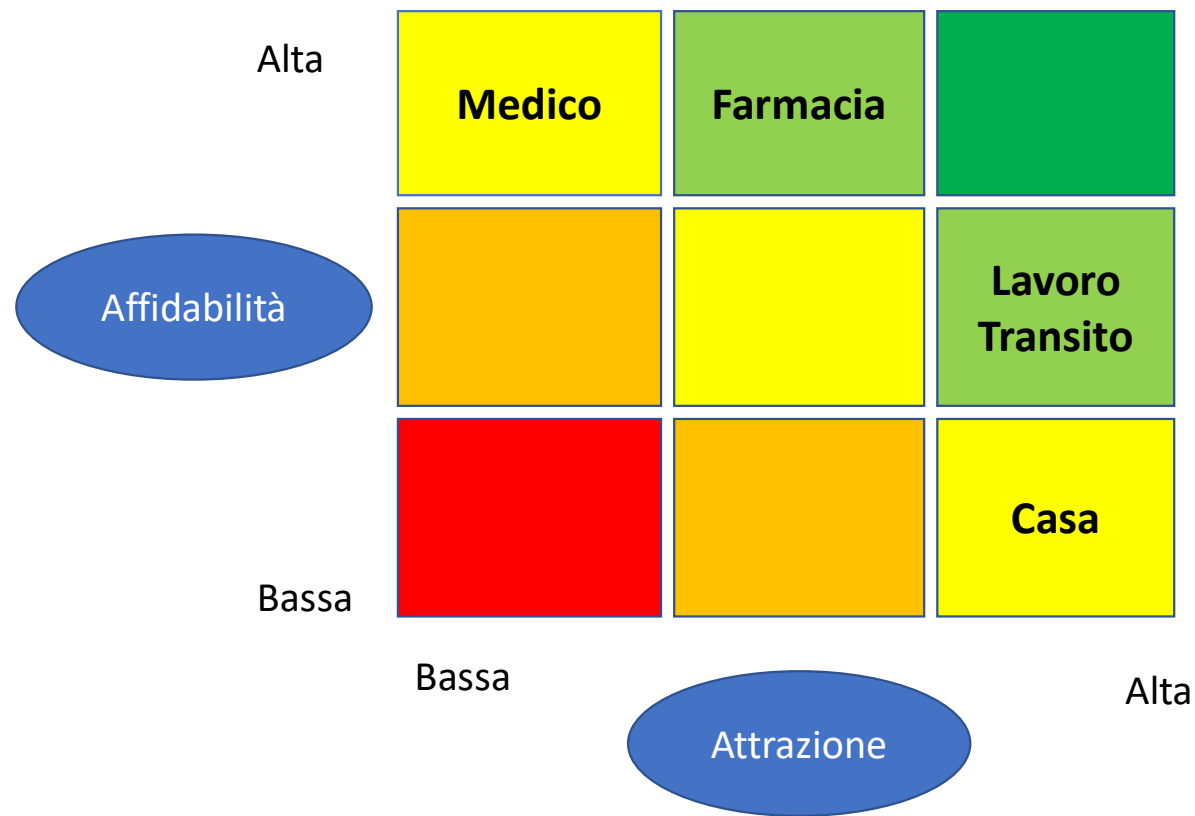 Alta
Medico
Farmacia
Affidabilità
Lavoro
Transito
Casa
Bassa
Bassa
Alta
Attrazione